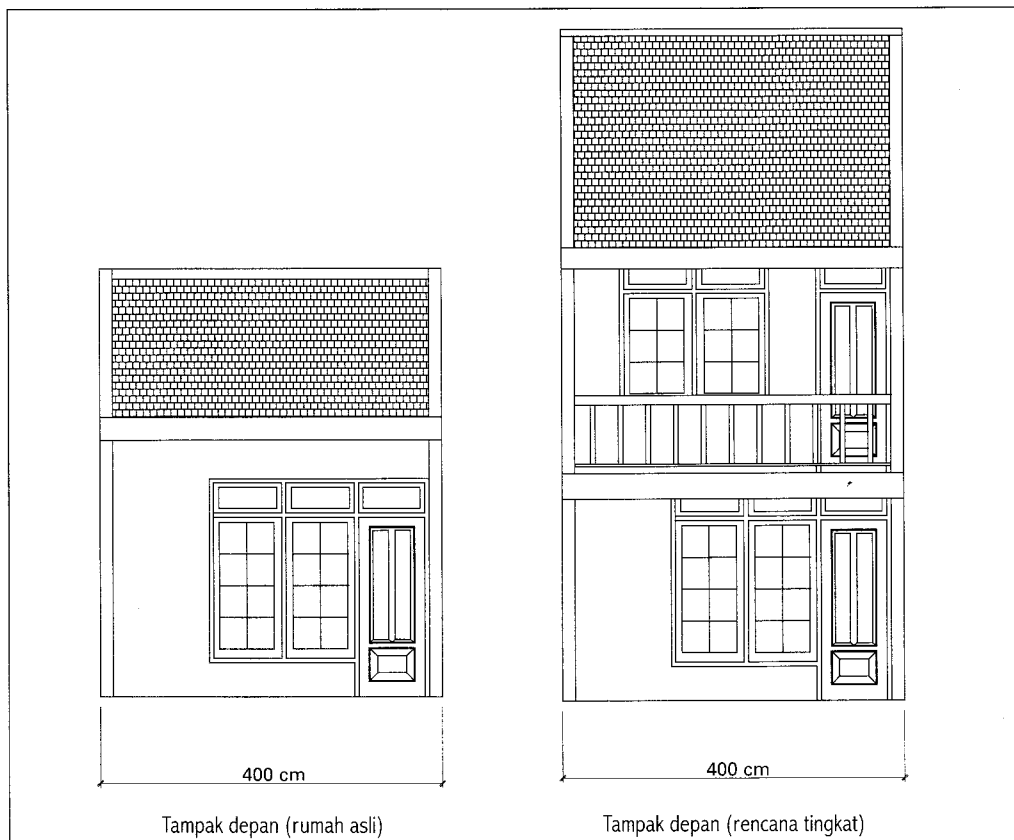 400 cm
400 cm
Tampak depan (rumah asli)
Tampak depan (rencana tingkat)